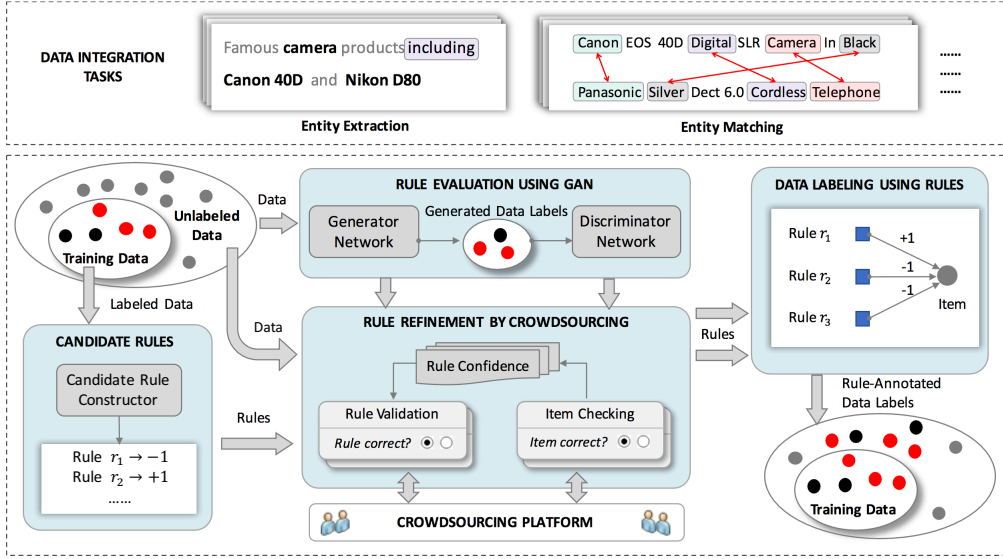 DATA INTEGRATION
TASKS
Famous camera products including
Canon 40D and Nikon D80
Entity Extraction
Canon EOS 40D Digital SLR Camera In Black
Panasonic Silver Dect 6.0 Cordless Telephone
Entity Matching
......
......
......
Unlabeled
Data
Training Data
Data
Labeled Data
Data
RULE EVALUATION USING GAN
Generator
Network
Generated Data Labels
Discriminator
Network
DATA LABELING USING RULES
Rule r1
+1
Rule r2
-1
Rule r3
-1
Item
CANDIDATE RULES
Candidate Rule
Constructor
Rule r1 → −1
Rule r2 → +1
......
Rules
RULE REFINEMENT BY CROWDSOURCING
Rule Confidence
Rule Validation
Rule correct?
Item Checking
Item correct?
Rules
CROWDSOURCING PLATFORM
Rule-Annotated
Data Labels
Training Data